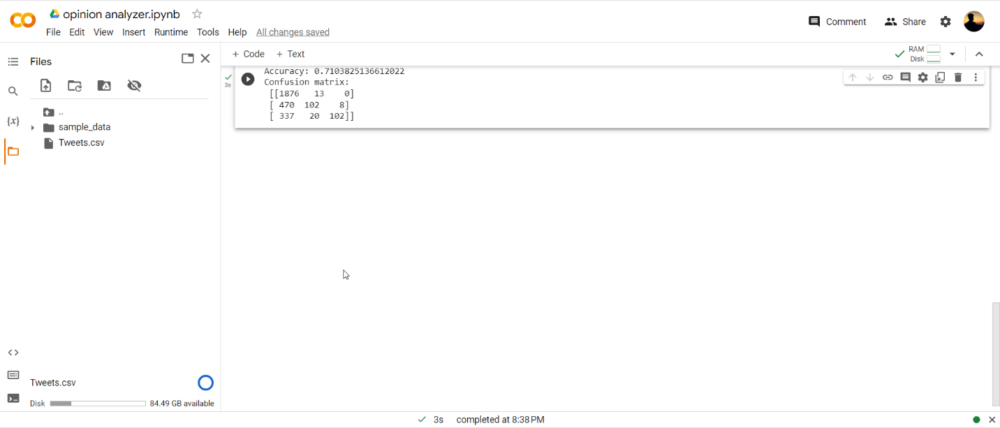 opinion analyzer.ipynb
File Edit View Insert Runtime Tools Help All changes saved
Comment Share
Files
+ Code + Text
RAM
Disk
3s
Accuracy: 0.7103825136612022
Confusion matrix:
[[1876 13 0]
[ 470 102 8]
[ 337 20 102]]
{x}
..
sample_data
Tweets.csv
Tweets.csv
Disk 84.49 GB available
3s completed at 8:38 PM